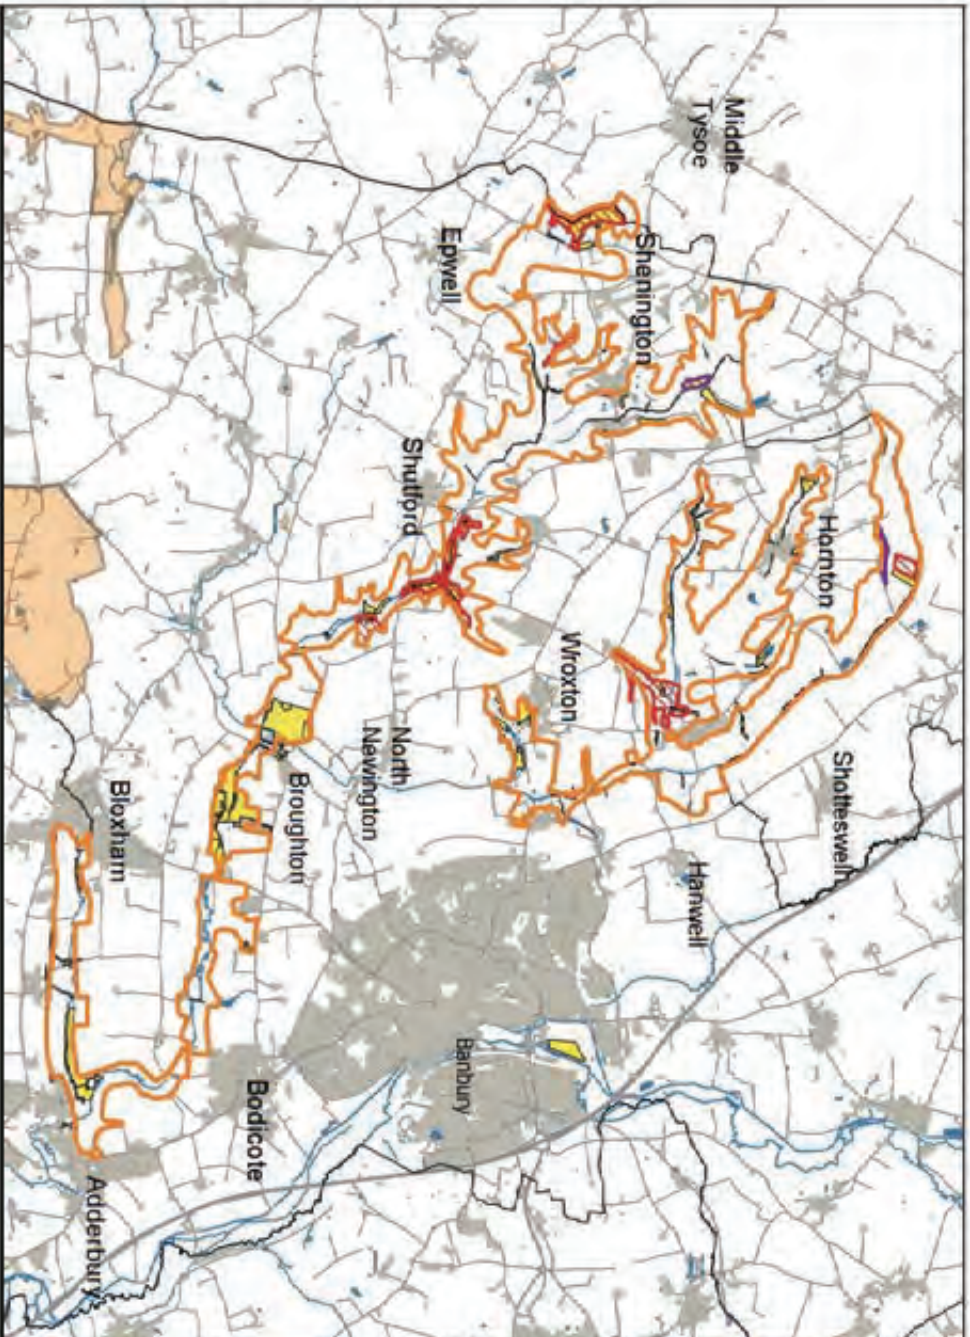 Middle
Tysoe
Shenington
Epwell
Hornton
Shutford
Wroxton
Shotteswell
North
Newington
Hanwell
Broughton
Bloxham
Banbury
Bodicote
Adderbury